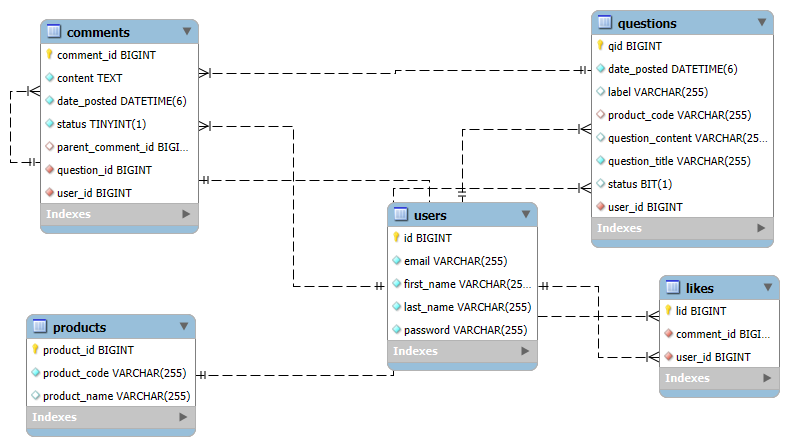 comments
comment_id BIGINT
content TEXT
date_posted DATETIME(6)
status TINYINT(1)
parent_comment_id BIGI...
question_id BIGINT
user_id BIGINT
Indexes
questions
qid BIGINT
date_posted DATETIME(6)
label VARCHAR(255)
product_code VARCHAR(255)
question_content VARCHAR(25...
question_title VARCHAR(255)
status BIT(1)
user_id BIGINT
Indexes
users
id BIGINT
email VARCHAR(255)
first_name VARCHAR(25...
last_name VARCHAR(255)
password VARCHAR(255)
Indexes
likes
lid BIGINT
comment_id BIGI...
user_id BIGINT
Indexes
products
product_id BIGINT
product_code VARCHAR(255)
product_name VARCHAR(255)
Indexes